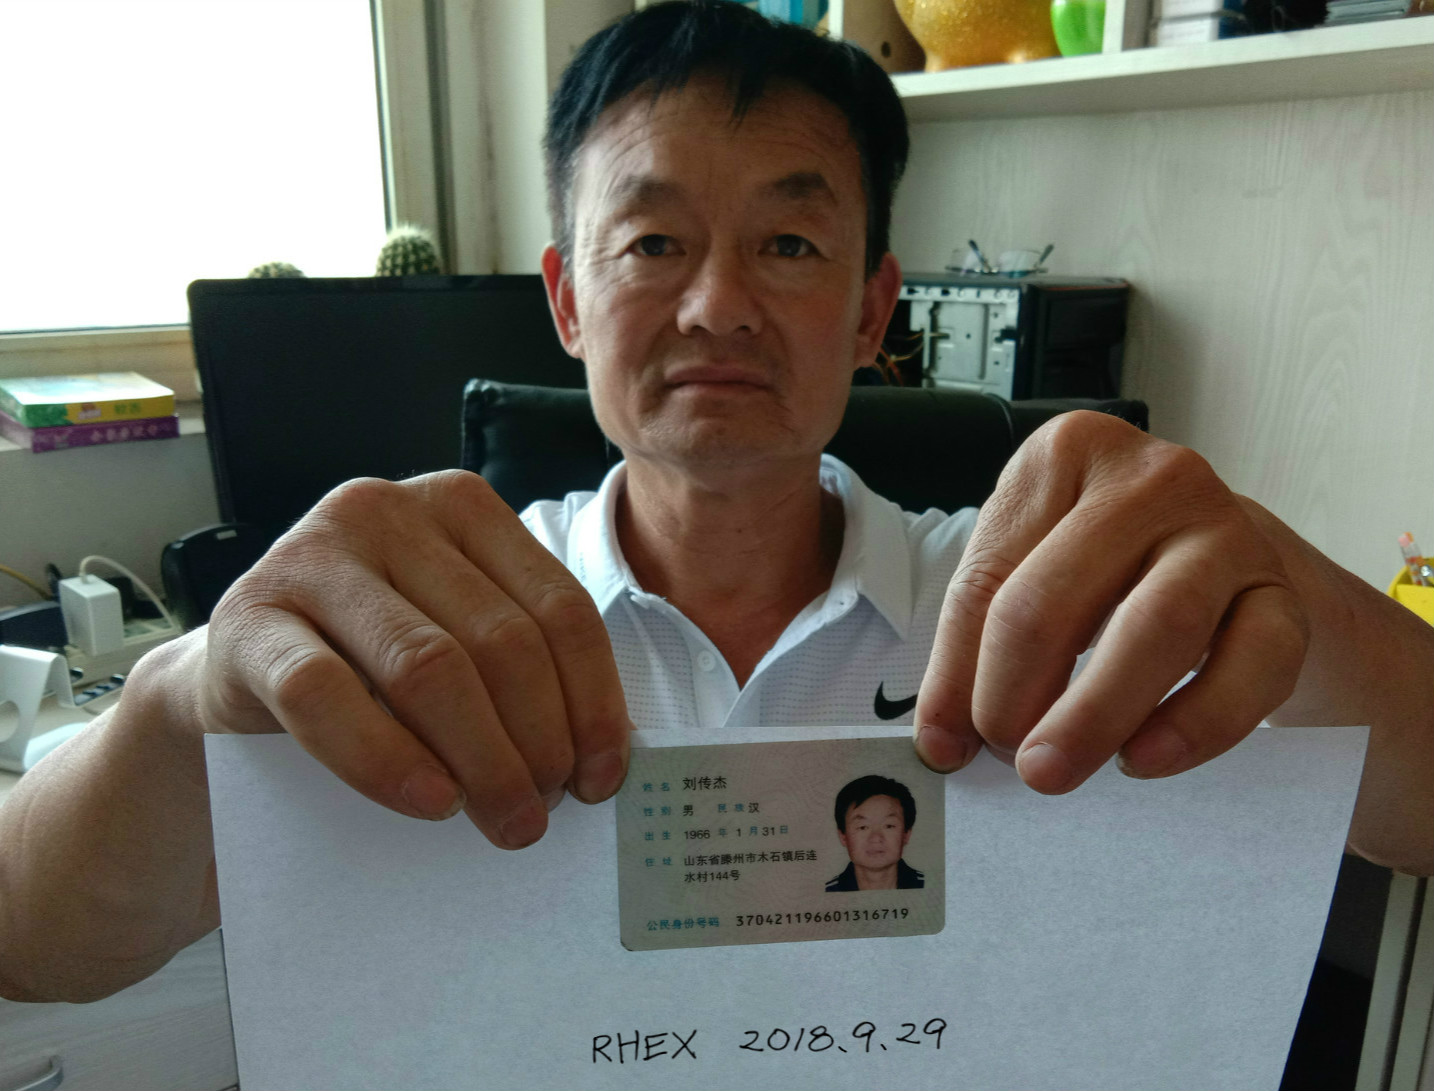 姓名 刘传杰
性别 男 民族 汉
出生 1966 年 1 月 31 日
住址 山东省滕州市木石镇后连
水村144号
公民身份号码 370421196601316719
RHEX 2018、9、29